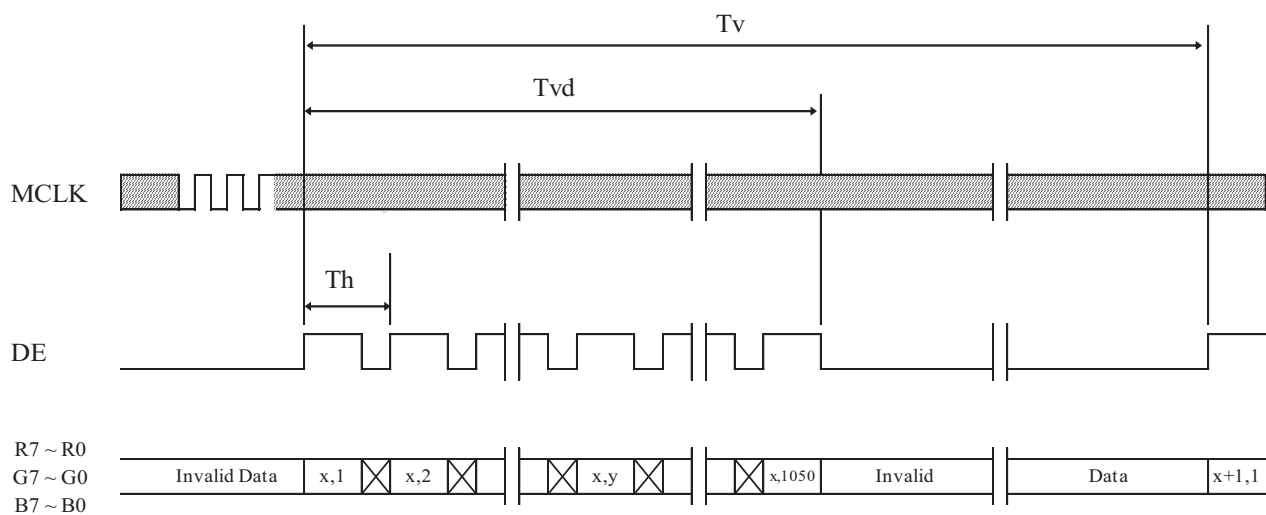 Tv
Tvd
MCLK
Th
DE
R7 ~ R0
G7 ~ G0
B7 ~ B0
Invalid Data x,1 x,2 x,y x,1050 Invalid Data x+1,1